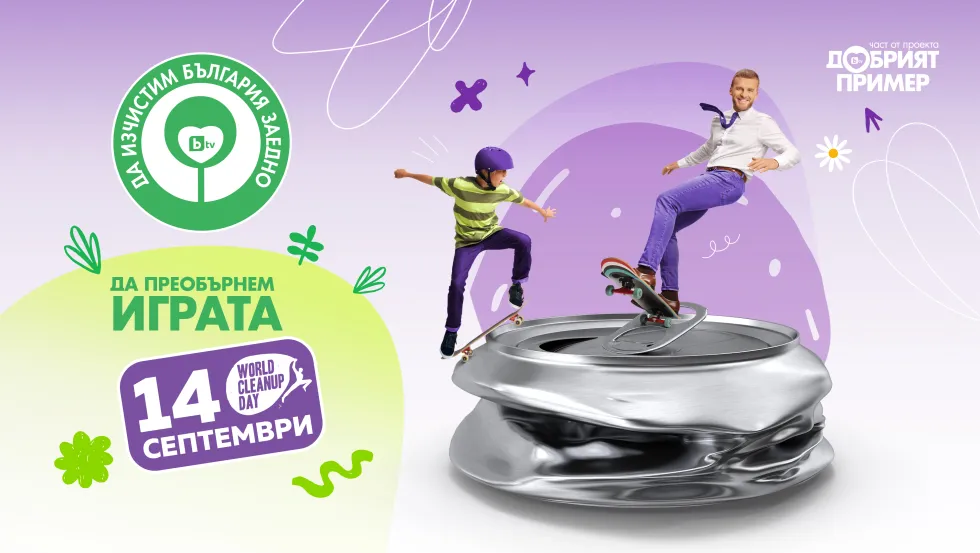 ДА ИЗЧИСТИМ БЪЛГАРИЯ ЗАЕДНО
btv
част от проекта
ДОБРИЯТ
ПРИМЕР
ДА ПРЕОБЪРНЕМ
ИГРАТА
14
WORLD
CLEANUP
DAY
СЕПТЕМВРИ